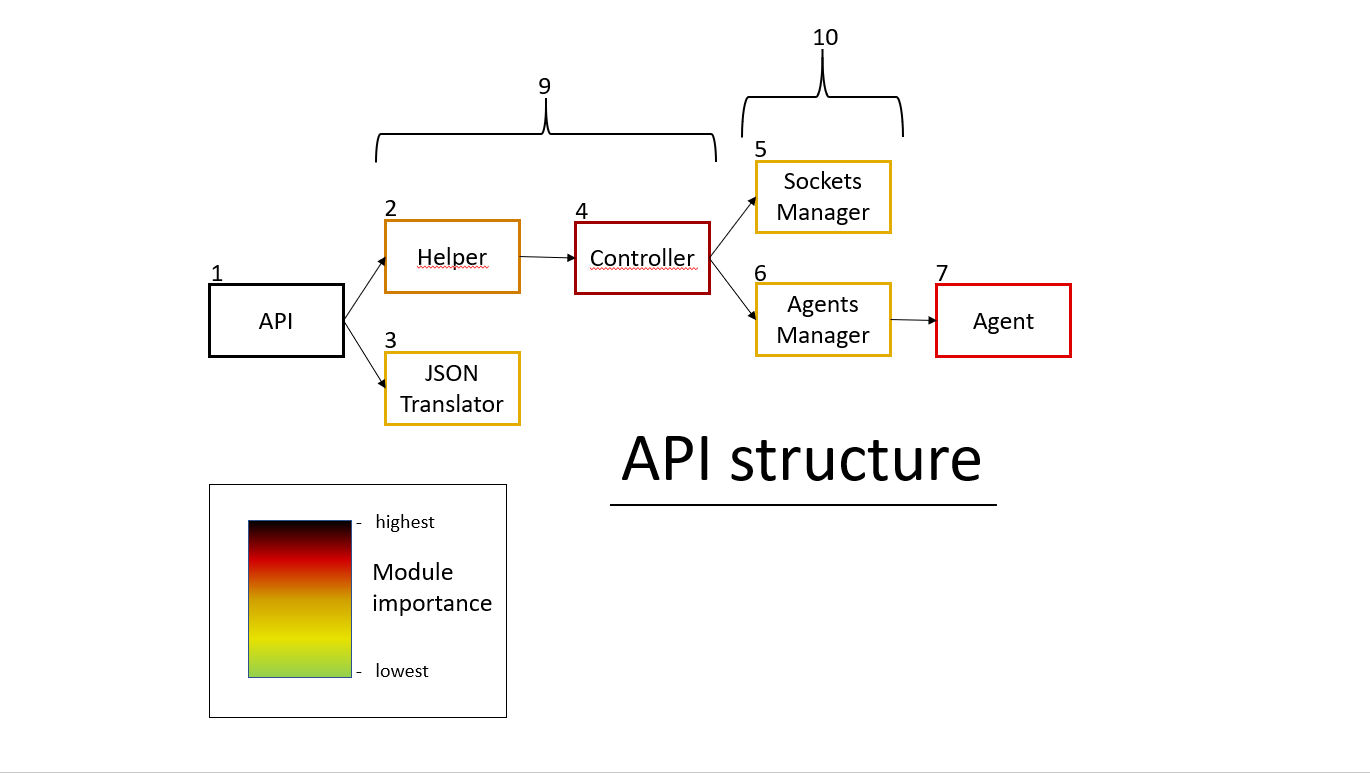 10
9
5
Sockets
Manager
2
Helper
4
Controller
1
API
6
Agents
Manager
7
Agent
3
JSON
Translator
API structure
- highest
Module
importance
- lowest